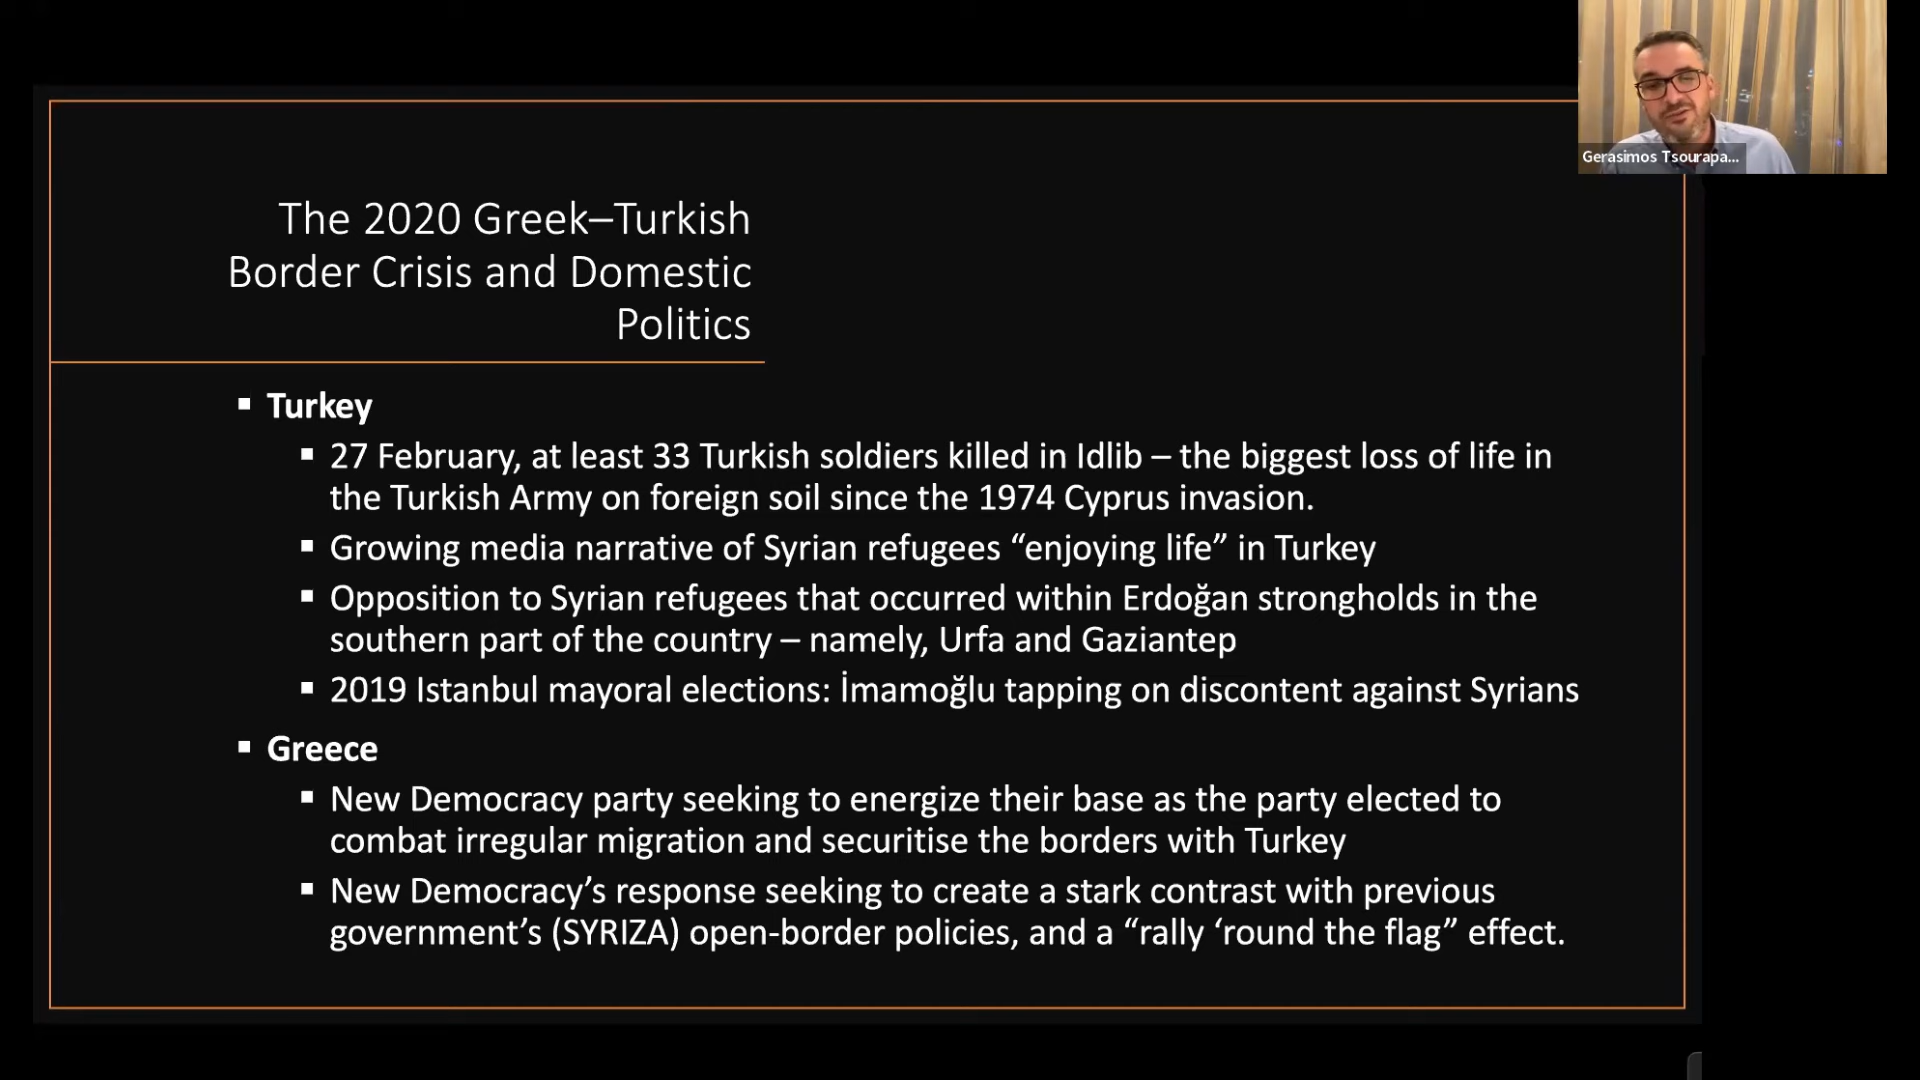 Gerasimos Tsourapa...
The 2020 Greek–Turkish
Border Crisis and Domestic
Politics
▪ Turkey
▪ 27 February, at least 33 Turkish soldiers killed in Idlib – the biggest loss of life in
the Turkish Army on foreign soil since the 1974 Cyprus invasion.
▪ Growing media narrative of Syrian refugees “enjoying life” in Turkey
▪ Opposition to Syrian refugees that occurred within Erdoğan strongholds in the
southern part of the country – namely, Urfa and Gaziantep
▪ 2019 Istanbul mayoral elections: İmamoğlu tapping on discontent against Syrians
▪ Greece
▪ New Democracy party seeking to energize their base as the party elected to
combat irregular migration and securitise the borders with Turkey
▪ New Democracy’s response seeking to create a stark contrast with previous
government’s (SYRIZA) open-border policies, and a “rally ‘round the flag” effect.